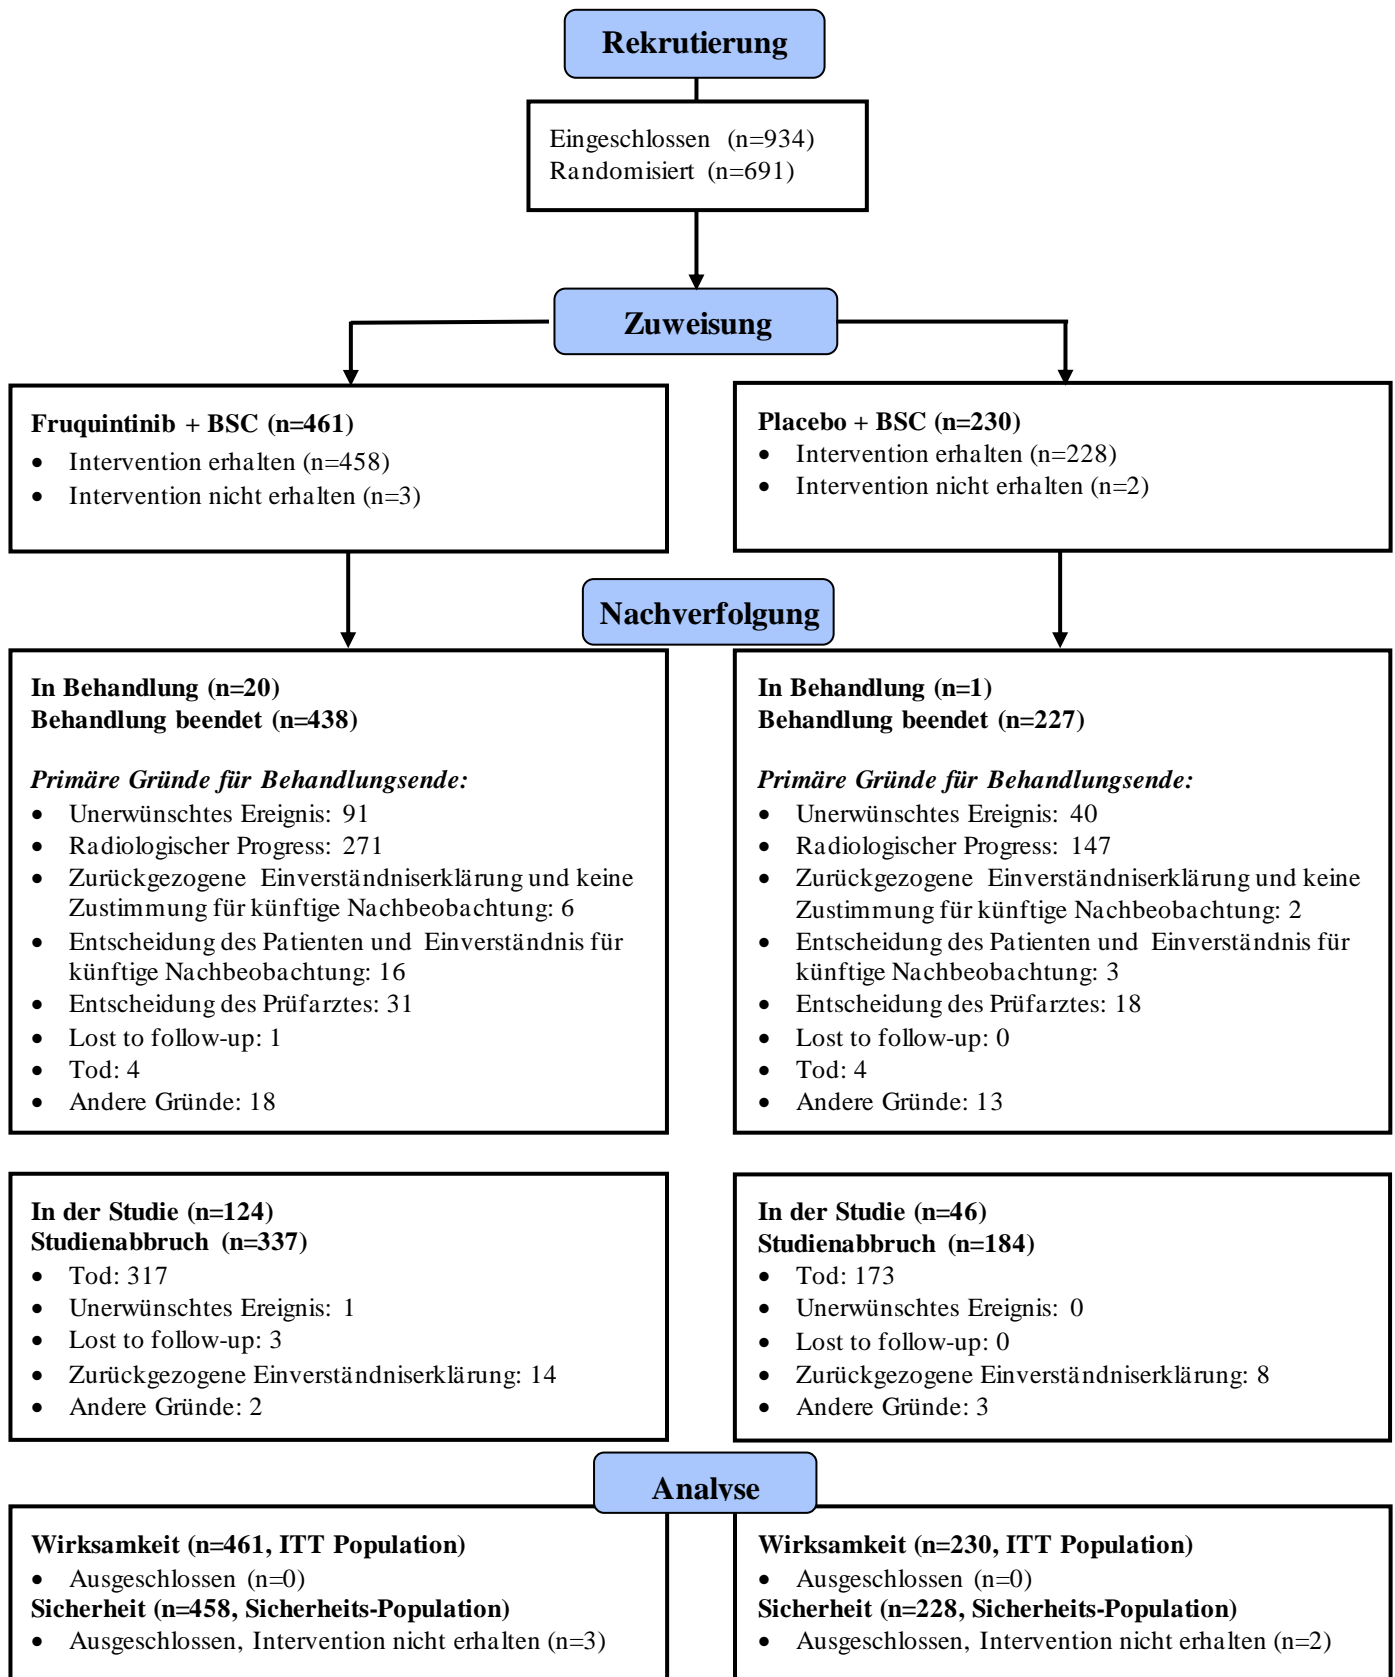 Rekrutierung
Eingeschlossen (n=934)
Randomisiert (n=691)
Zuweisung
Fruquintinib + BSC (n=461)
• Intervention erhalten (n=458)
• Intervention nicht erhalten (n=3)
Placebo + BSC (n=230)
• Intervention erhalten (n=228)
• Intervention nicht erhalten (n=2)
Nachverfolgung
In Behandlung (n=20)
Behandlung beendet (n=438)
Primäre Gründe für Behandlungsende:
• Unerwünschtes Ereignis: 91
• Radiologischer Progress: 271
• Zurückgezogene Einverständniserklärung und keine
Zustimmung für künftige Nachbeobachtung: 6
• Entscheidung des Patienten und Einverständnis für
künftige Nachbeobachtung: 16
• Entscheidung des Prüfarztes: 31
• Lost to follow-up: 1
• Tod: 4
• Andere Gründe: 18
In Behandlung (n=1)
Behandlung beendet (n=227)
Primäre Gründe für Behandlungsende:
• Unerwünschtes Ereignis: 40
• Radiologischer Progress: 147
• Zurückgezogene Einverständniserklärung und keine
Zustimmung für künftige Nachbeobachtung: 2
• Entscheidung des Patienten und Einverständnis für
künftige Nachbeobachtung: 3
• Entscheidung des Prüfarztes: 18
• Lost to follow-up: 0
• Tod: 4
• Andere Gründe: 13
In der Studie (n=124)
Studienabbruch (n=337)
• Tod: 317
• Unerwünschtes Ereignis: 1
• Lost to follow-up: 3
• Zurückgezogene Einverständniserklärung: 14
• Andere Gründe: 2
In der Studie (n=46)
Studienabbruch (n=184)
• Tod: 173
• Unerwünschtes Ereignis: 0
• Lost to follow-up: 0
• Zurückgezogene Einverständniserklärung: 8
• Andere Gründe: 3
Analyse
Wirksamkeit (n=461, ITT Population)
• Ausgeschlossen (n=0)
Sicherheit (n=458, Sicherheits-Population)
• Ausgeschlossen, Intervention nicht erhalten (n=3)
Wirksamkeit (n=230, ITT Population)
• Ausgeschlossen (n=0)
Sicherheit (n=228, Sicherheits-Population)
• Ausgeschlossen, Intervention nicht erhalten (n=2)